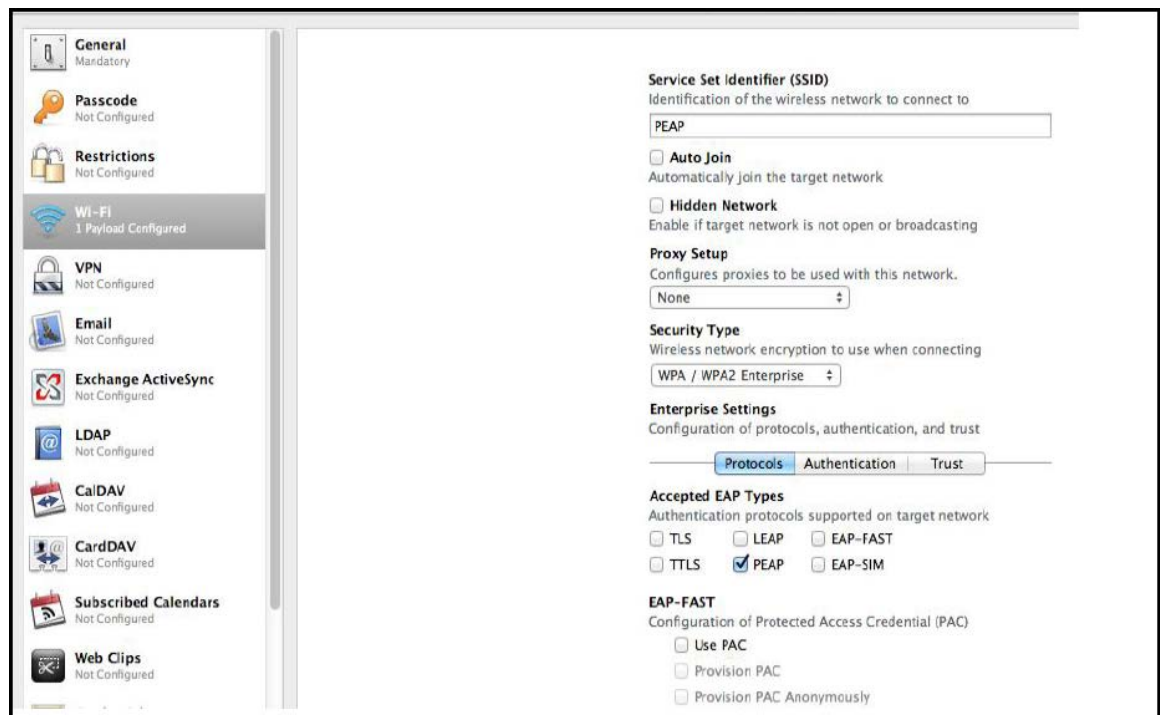 General
Mandatory
Passcode
Not Configured
Restrictions
Not Configured
Wi-Fi
1 Payload Configured
VPN
Not Configured
Email
Not Configured
Exchange ActiveSync
Not Configured
LDAP
Not Configured
CalDAV
Not Configured
CardDAV
Not Configured
Subscribed Calendars
Not Configured
Web Clips
Not Configured
Service Set Identifier (SSID)
Identification of the wireless network to connect to
PEAP
Auto Join
Automatically join the target network
Hidden Network
Enable if target network is not open or broadcasting
Proxy Setup
Configures proxies to be used with this network.
None
Security Type
Wireless network encryption to use when connecting
WPA / WPA2 Enterprise
Enterprise Settings
Configuration of protocols, authentication, and trust
Protocols Authentication Trust
Accepted EAP Types
Authentication protocols supported on target network
TLS LEAP EAP-FAST
TTLS PEAP EAP-SIM
EAP-FAST
Configuration of Protected Access Credential (PAC)
Use PAC
Provision PAC
Provision PAC Anonymously